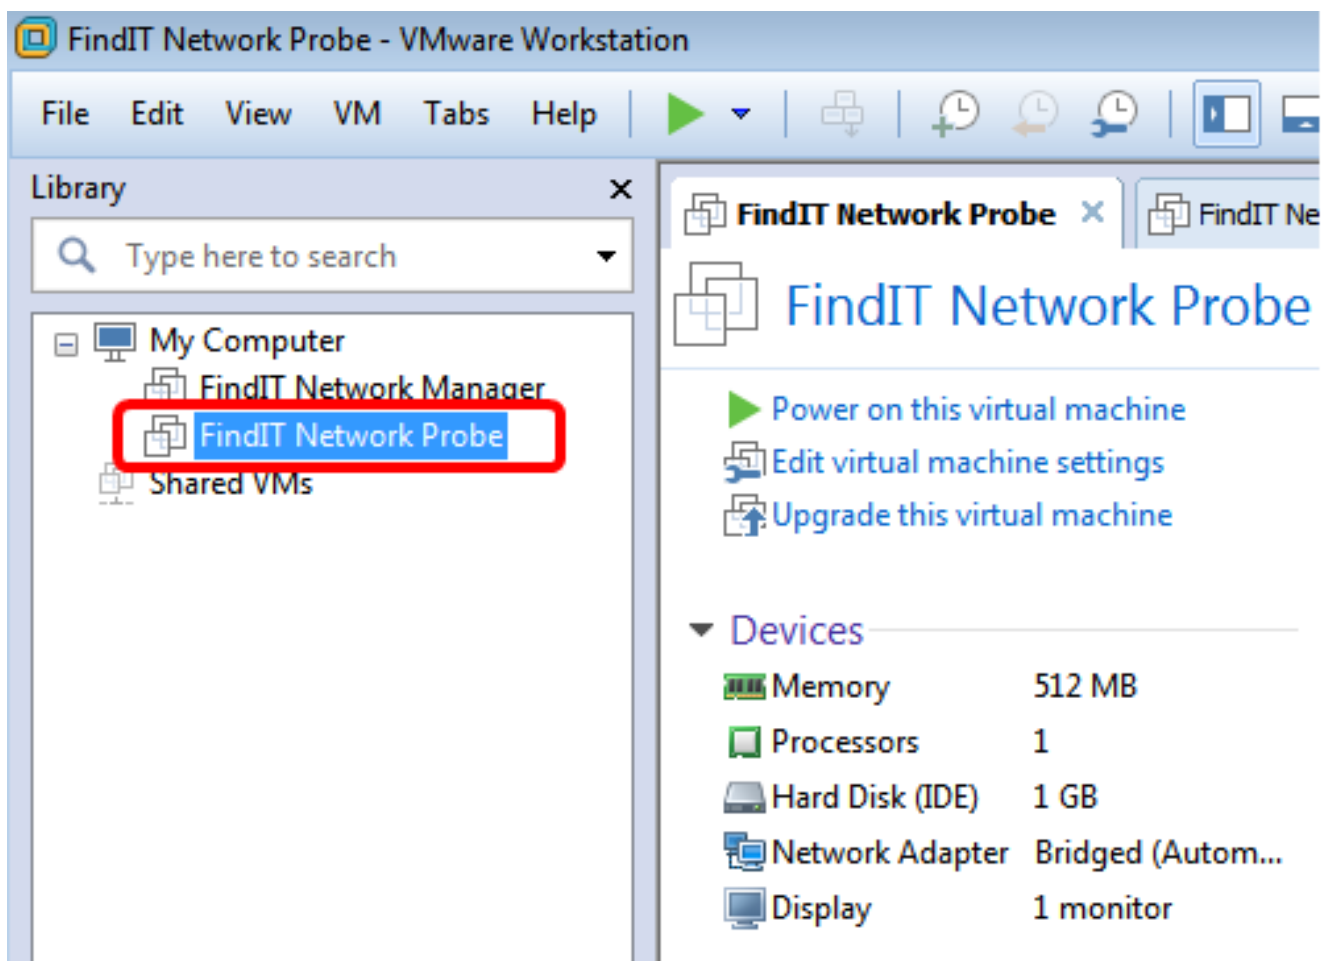 FindIT Network Probe - VMware Workstation
File Edit View VM Tabs Help
Library
Type here to search
My Computer
FindIT Network Manager
FindIT Network Probe
Shared VMs
FindIT Network Probe
FindIT Ne
FindIT Network Probe
Power on this virtual machine
Edit virtual machine settings
Upgrade this virtual machine
Devices
Memory 512 MB
Processors 1
Hard Disk (IDE) 1 GB
Network Adapter Bridged (Autom...
Display 1 monitor